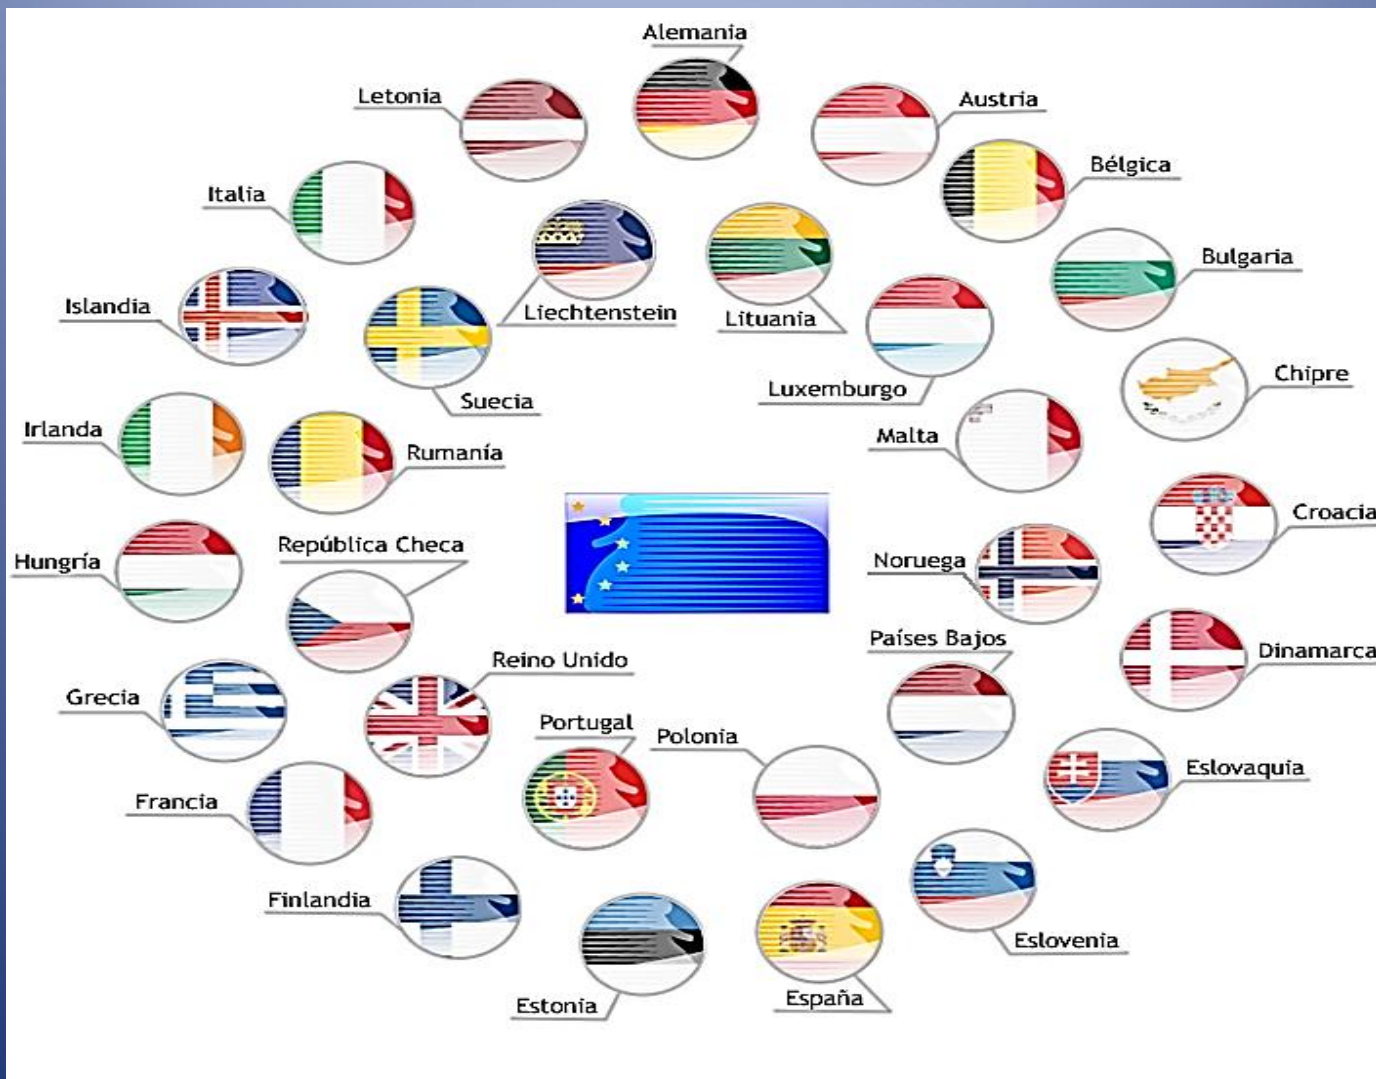 Alemania
Letonia
Austria
Bélgica
Italia
Bulgaria
Islandia
Liechtenstein
Lituania
Chipre
Luxemburgo
Suecia
Irlanda
Malta
Rumanía
Croacia
República Checa
Hungría
Noruega
Países Bajos
Dinamarca
Reino Unido
Grecia
Portugal
Polonia
Eslovaquia
Francia
Finlandia
Eslovenia
España
Estonia